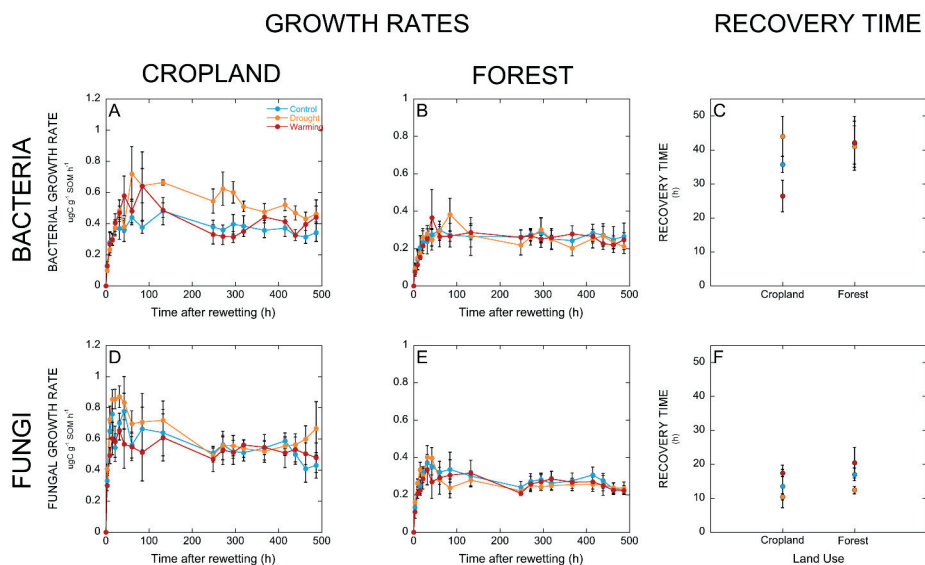 GROWTH RATES
RECOVERY TIME
CROPLAND
FOREST
BACTERIA
BACTERIAL GROWTH RATE
ugC g⁻¹ SOM h⁻¹
A
Control
Drought
Warming
1.2
1
0.8
0.6
0.4
0.2
0
0 100 200 300 400 500
Time after rewetting (h)
B
1
0.8
0.6
0.4
0.2
0
0 100 200 300 400 500
Time after rewetting (h)
C
RECOVERY TIME
(h)
50
40
30
20
10
0
Cropland Forest
FUNGI
FUNGAL GROWTH RATE
ugC g⁻¹ SOM h⁻¹
D
1.2
1
0.8
0.6
0.4
0.2
0
0 100 200 300 400 500
Time after rewetting (h)
E
1
0.8
0.6
0.4
0.2
0
0 100 200 300 400 500
Time after rewetting (h)
F
RECOVERY TIME
(h)
50
40
30
20
10
0
Cropland Forest
Land Use